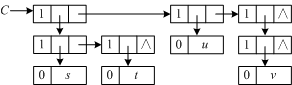 C 1 1 1 ∧
1 1 ∧ 0 u 1 ∧
0 s 0 t 0 v